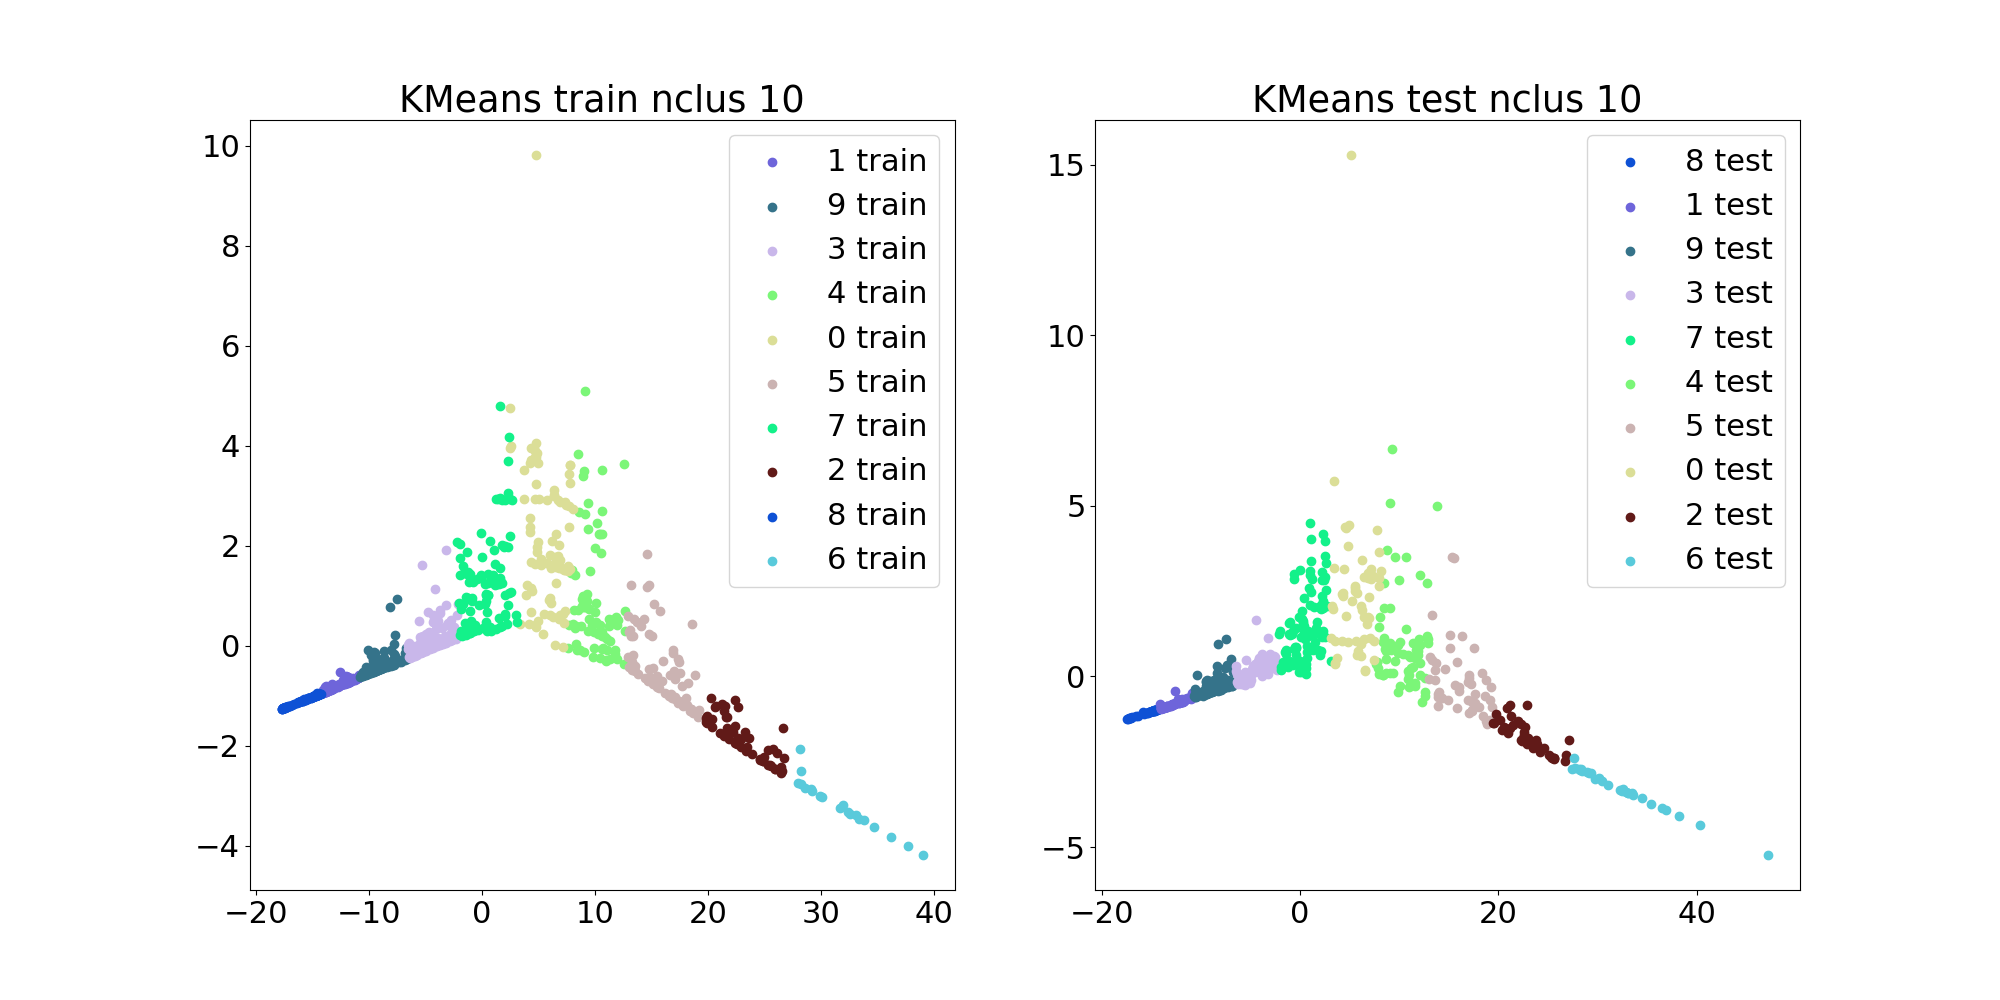 KMeans train nclus 10
10
8
6
4
2
0
−2
−4
−20
−10
0
10
20
30
40
1 train
9 train
3 train
4 train
0 train
5 train
7 train
2 train
8 train
6 train
KMeans test nclus 10
15
10
5
0
−5
−20
0
20
40
8 test
1 test
9 test
3 test
7 test
4 test
5 test
0 test
2 test
6 test